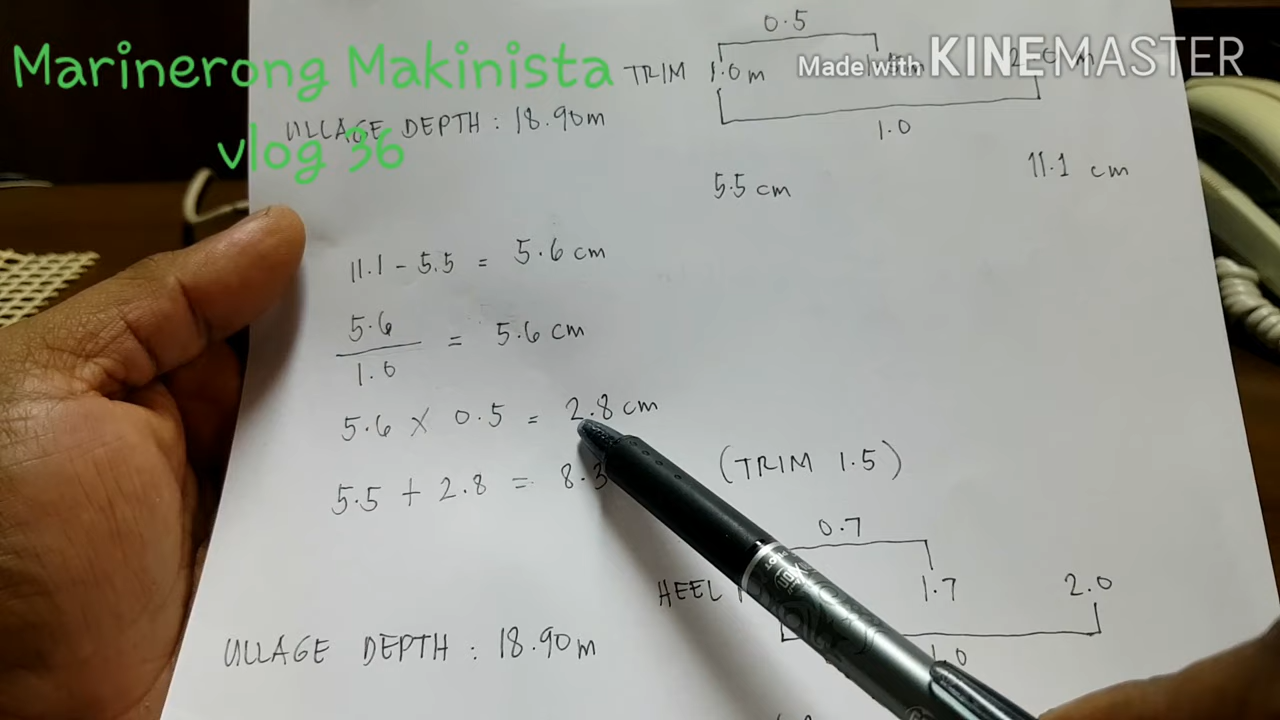 Marinerong Makinista
vlog 36
Made with KINEMASTER
0.5
TRIM 1.0 m
1.0
ULLAGE DEPTH : 18.90m
5.5 cm 11.1 cm
11.1 - 5.5 = 5.6 cm
5.6
1.0
= 5.6 cm
5.6 X 0.5 = 2.8 cm
5.5 + 2.8 = 8.3
(TRIM 1.5)
0.7
HEEL 1.7 2.0
1.0
ULLAGE DEPTH : 18.90m